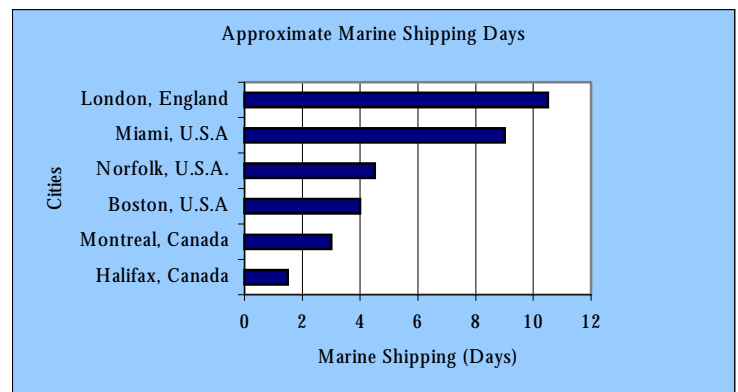 Approximate Marine Shipping Days
Cities
London, England
Miami, U.S.A
Norfolk, U.S.A.
Boston, U.S.A
Montreal, Canada
Halifax, Canada
0 2 4 6 8 10 12
Marine Shipping (Days)